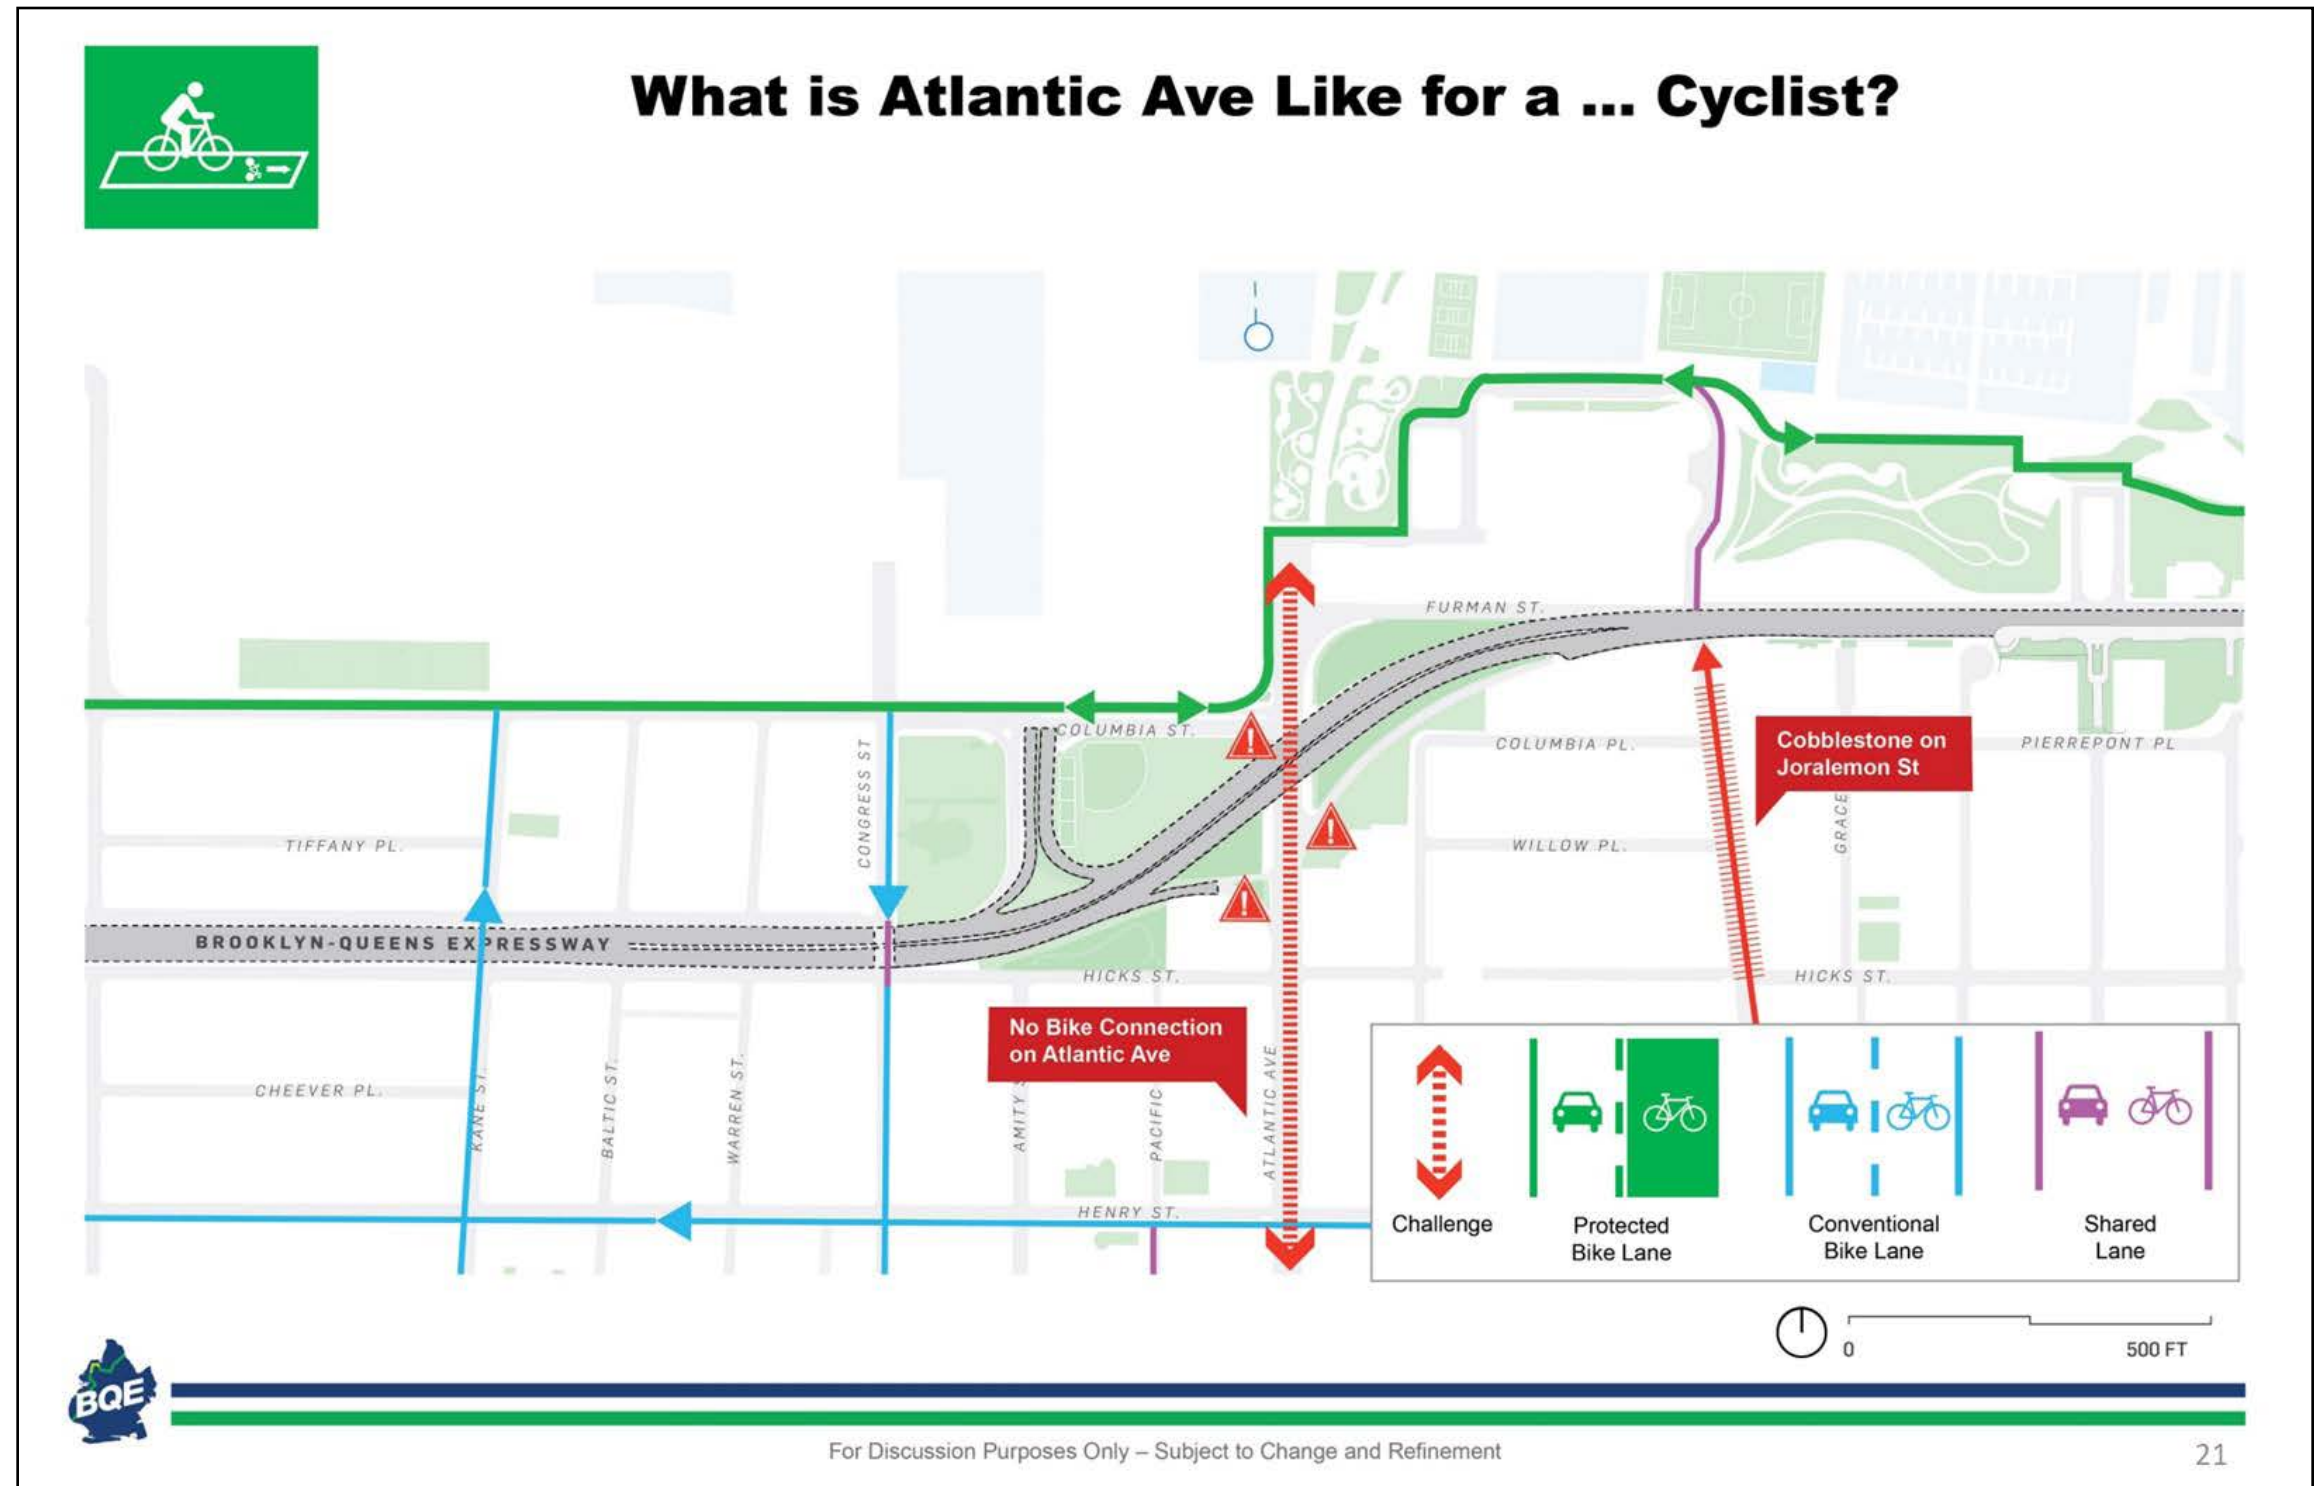 What is Atlantic Ave Like for a ... Cyclist?
FURMAN ST.
COLUMBIA ST.
CONGRESS ST
COLUMBIA PL.
Cobblestone on
Joralemon St
PIERREPONT PL
TIFFANY PL.
WILLOW PL.
GRACE
BROOKLYN-QUEENS EXPRESSWAY
HICKS ST.
HICKS ST.
No Bike Connection
on Atlantic Ave
CHEEVER PL.
KANE ST.
BALTIC ST.
WARREN ST.
AMITY S
PACIFIC
ATLANTIC AVE
HENRY ST.
Challenge
Protected
Bike Lane
Conventional
Bike Lane
Shared
Lane
0
500 FT
BQE
For Discussion Purposes Only – Subject to Change and Refinement
21